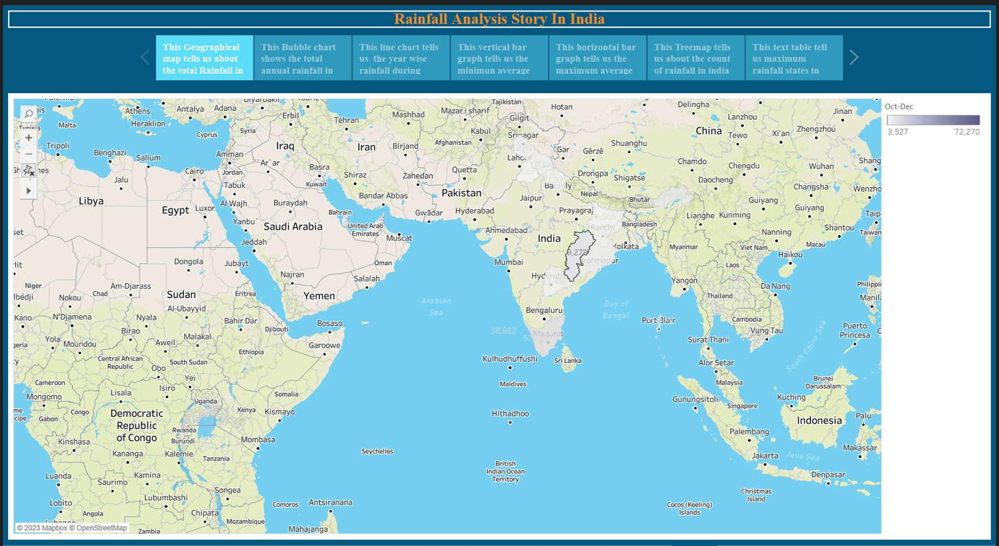 Rainfall Analysis Story In India
This Geographical
map tells us about
the total Rainfall in
This Bubble chart
shows the total
annual rainfall in
This line chart tells
us the year wise
rainfall during
This vertical bar
graph tells us the
minimun average
This horizontal bar
graph tells us the
maximum average
This Treemap tells
us about the count
of rainfall in india
This text table tell
us maximum
rainfall states in
Oct-Dec
3,527
72,270
Athens
Antalya
Adana
Erbil
Tehran
Mashhad
Mazar i sharif
Tajikistan
Hotan
Delingha
Jinan
Malta
Heraklion
Cyprus
Syria
Kabul
Gilgit
Lanzhou
Zhengzhou
Tripoli
Iraq
Iran
Birjand
Afghanistan
Srinagar
China
Tewo
Xi'an
Benghazi
Sallum
Amman
Ar'ar
Lahore
Gar
Gêrzê
Shuanghu
Chamdo
Chengdu
Wuhan
Shang
Jalu
Cairo
Jordan
Basra
Kuwait
Shiraz
Zahedan
Quetta
Drongpa
Shigatse
Daocheng
Changsha
Wenzho
Libya
Egypt
Luxor
Tabuk
Al Wajh
Buraydah
Bandar Abbas
Pakistan
Bareilly
Nepal
Bhutar
Jaipur
Guiyang
Guiyang
Yanbu`
Saudi Arabia
Bahrain
United Arab
Emirates
Gwādar
Hyderabad
Prayagraj
8,505
Ranchi
Bangladesh
Lianghe
Kunming
Taip
Jeddah
Muscat
Ahmedabad
India
Kolkata
Nanning
Shantou
Taiwan
Macau
Dongola
Jubayt
Oman
Mumbai
9,278
Myanmar
Viet Nam
Haikou
Laos
Niger
Chad
Am-Djarass
Sudan
Najran
Salalah
Yangon
Da Nang
Philippi
Nokou
Eritrea
Yemen
Arabian
Sea
Bay of
Bengal
Thailand
Manila
Kano
N'Djamena
Al-Ubayyid
Nyala
Bahir Dar
Bosaso
Bengaluru
Port Blair
Cambodia
Vung Tau
Puerto
Princesa
Yola
Moundou
Birao
Aweil
Malakal
Djibouti
Garoowe
38,382
Madurai
Surat Thani
South China Sea
Central African
Republic
Obo
South Sudan
Ethiopia
Kulhudhuffushi
Sri Lanka
Alor Setar
Cameroon
Yei
Maldives
Malaysia
Brunei
Darussalam
Mongomo
Lisala
Isiro
Uganda
Somalia
Gunungsitoli
Singapore
Kuching
Gabon
Congo
Democratic
Republic
of Congo
Kenya
Kismayo
Hithadhoo
Indonesia
Palu
Rwanda
Burundi
Mombasa
Palembang
Kinshasa
Kananga
Kalemie
Tanzania
Seychelles
British
Indian Ocean
Territory
Jakarta
Java Sea
Makassar
Luanda
Saurimo
Kamina
Songea
Denpasar
Christmas
Island
Lobito
Lubumbashi
Comoros
Antsiranana
Cocos (Keeling)
Islands
Angola
Chipata
Mozambique
Mahajanga
Zambia
© 2023 Mapbox © OpenStreetMap